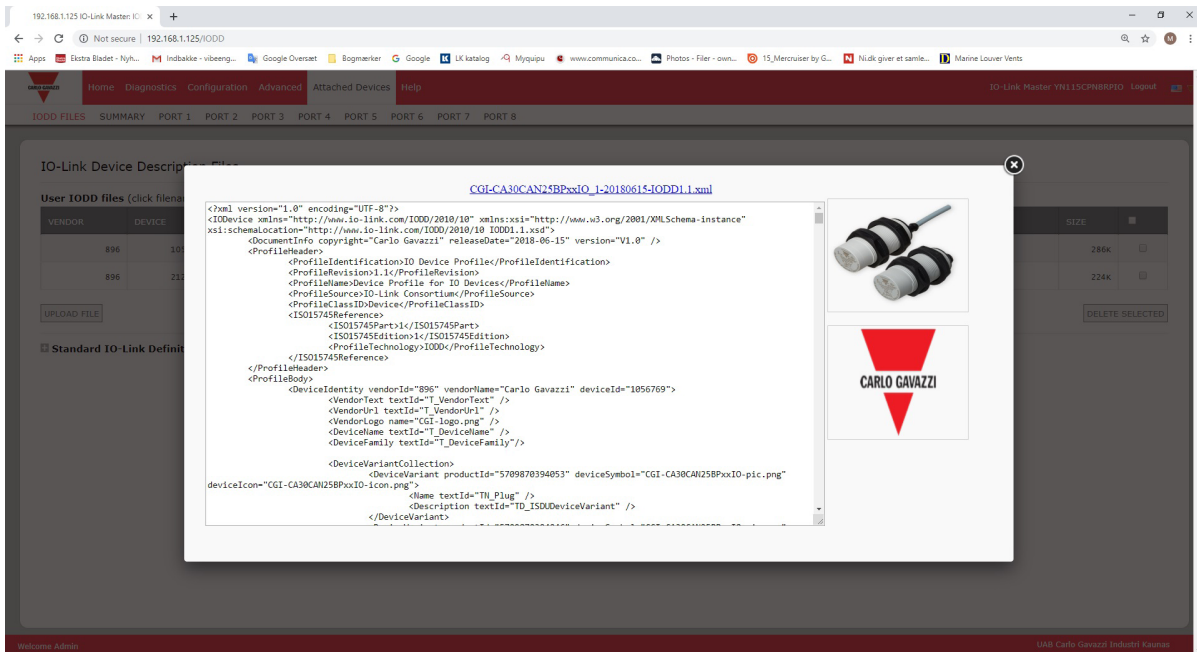 192.168.1.125 IO-Link Master: IO
Not secure | 192.168.1.125/IODD
Apps Ekstra Bladet - Nyh... Indbakke - vibeeng... Google Oversæt Bogmærker Google LK katalog Myquipu www.communica.co... Photos - Filer - own... 15_Mercruiser by G... Ni.dk giver et samle... Marine Louver Vents
CARLO GAVAZZI Home Diagnostics Configuration Advanced Attached Devices Help IO-Link Master YN115CPN8RPIO Logout
IODD FILES SUMMARY PORT 1 PORT 2 PORT 3 PORT 4 PORT 5 PORT 6 PORT 7 PORT 8
IO-Link Device Description Files
User IODD files (click filena
VENDOR DEVICE SIZE
896 105 286K
896 212 224K
UPLOAD FILE DELETE SELECTED
Standard IO-Link Definit
CGI-CA30CAN25BPxxIO_1-20180615-IODD1.1.xml
<?xml version="1.0" encoding="UTF-8"?>
<IODevice xmlns="http://www.io-link.com/IODD/2010/10" xmlns:xsi="http://www.w3.org/2001/XMLSchema-instance"
xsi:schemaLocation="http://www.io-link.com/IODD/2010/10 IODD1.1.xsd">
<DocumentInfo copyright="Carlo Gavazzi" releaseDate="2018-06-15" version="V1.0" />
<ProfileHeader>
<ProfileIdentification>IO Device Profile</ProfileIdentification>
<ProfileRevision>1.1</ProfileRevision>
<ProfileName>Device Profile for IO Devices</ProfileName>
<ProfileSource>IO-Link Consortium</ProfileSource>
<ProfileClassID>Device</ProfileClassID>
<ISO15745Reference>
<ISO15745Part>1</ISO15745Part>
<ISO15745Edition>1</ISO15745Edition>
<ProfileTechnology>IODD</ProfileTechnology>
</ISO15745Reference>
</ProfileHeader>
<ProfileBody>
<DeviceIdentity vendorId="896" vendorName="Carlo Gavazzi" deviceId="1056769">
<VendorText textId="T_VendorText" />
<VendorUrl textId="T_VendorUrl" />
<VendorLogo name="CGI-logo.png" />
<DeviceName textId="T_DeviceName" />
<DeviceFamily textId="T_DeviceFamily"/>
<DeviceVariantCollection>
<DeviceVariant productId="5709870394053" deviceSymbol="CGI-CA30CAN25BPxxIO-pic.png"
deviceIcon="CGI-CA30CAN25BPxxIO-icon.png">
<Name textId="TN_Plug" />
<Description textId="TD_ISDUDeviceVariant" />
</DeviceVariant>
CARLO GAVAZZI
Welcome Admin UAB Carlo Gavazzi Industri Kaunas